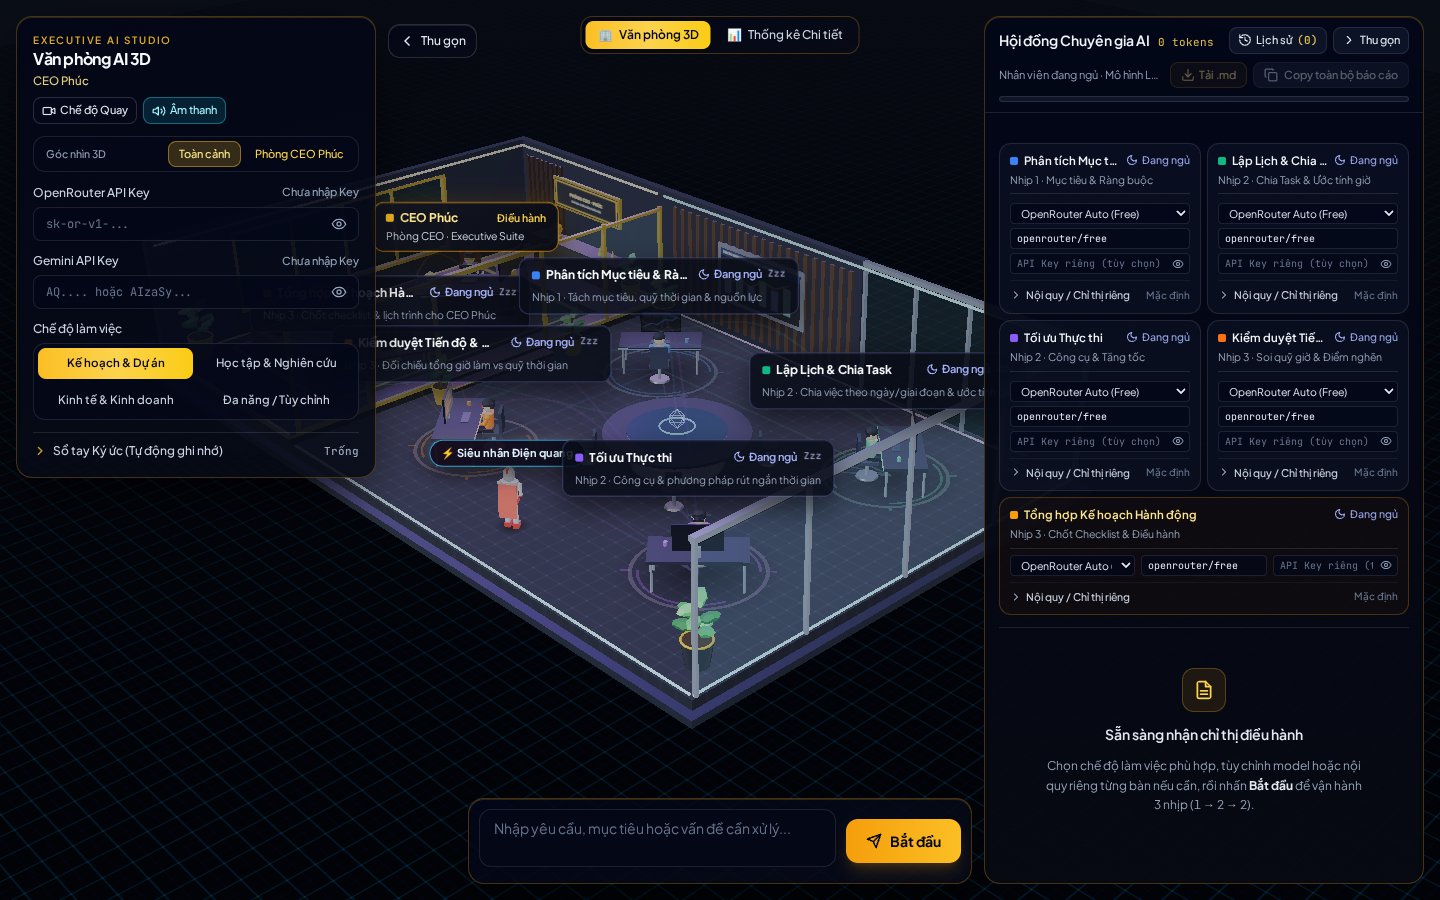 EXECUTIVE AI STUDIO
Văn phòng AI 3D
CEO Phúc
Chế độ Quay
Âm thanh
Góc nhìn 3D
Toàn cảnh
Phòng CEO Phúc
OpenRouter API Key
Chưa nhập Key
sk-or-v1-...
Gemini API Key
Chưa nhập Key
AQ.... hoặc AIzaSy...
Chế độ làm việc
Kế hoạch & Dự án
Học tập & Nghiên cứu
Kinh tế & Kinh doanh
Đa năng / Tùy chỉnh
Sổ tay Ký ức (Tự động ghi nhớ)
Trống
Thu gọn
Văn phòng 3D
Thống kê Chi tiết
CEO Phúc
Điều hành
Phòng CEO · Executive Suite
Phân tích Mục tiêu & Rà...
Đang ngủ
Zzz
Nhịp 1 · Tách mục tiêu, quỹ thời gian & nguồn lực
ạch Hà...
Đang ngủ
Zzz
Nhịp 3 · Chốt checklist & lịch trình cho CEO Phúc
Kiểm duyệt Tiến độ & ...
Đang ngủ
Zzz
3 · Đối chiếu tổng giờ làm vs quỹ thời gian
Lập Lịch & Chia Task
Đang ng
Nhịp 2 · Chia việc theo ngày/giai đoạn & ước tí
Siêu nhân Điện quang
Tối ưu Thực thi
Đang ngủ
Zzz
Nhịp 2 · Công cụ & phương pháp rút ngắn thời gian
Nhập yêu cầu, mục tiêu hoặc vấn đề cần xử lý...
Bắt đầu
Hội đồng Chuyên gia AI
0 tokens
Lịch sử (0)
Thu gọn
Nhân viên đang ngủ · Mô hình L...
Tải .md
Copy toàn bộ báo cáo
Phân tích Mục t...
Đang ngủ
Nhịp 1 · Mục tiêu & Ràng buộc
OpenRouter Auto (Free)
openrouter/free
API Key riêng (tùy chọn)
Nội quy / Chỉ thị riêng
Mặc định
Lập Lịch & Chia ...
Đang ngủ
Nhịp 2 · Chia Task & Ước tính giờ
OpenRouter Auto (Free)
openrouter/free
API Key riêng (tùy chọn)
Nội quy / Chỉ thị riêng
Mặc định
Tối ưu Thực thi
Đang ngủ
Nhịp 2 · Công cụ & Tăng tốc
OpenRouter Auto (Free)
openrouter/free
API Key riêng (tùy chọn)
Nội quy / Chỉ thị riêng
Mặc định
Kiểm duyệt Tiế...
Đang ngủ
Nhịp 3 · Soi quỹ giờ & Điểm nghẽn
OpenRouter Auto (Free)
openrouter/free
API Key riêng (tùy chọn)
Nội quy / Chỉ thị riêng
Mặc định
Tổng hợp Kế hoạch Hành động
Đang ngủ
Nhịp 3 · Chốt Checklist & Điều hành
OpenRouter Auto
openrouter/free
API Key riêng (t
Nội quy / Chỉ thị riêng
Mặc định
Sẵn sàng nhận chỉ thị điều hành
Chọn chế độ làm việc phù hợp, tùy chỉnh model hoặc nội
quy riêng từng bàn nếu cần, rồi nhấn Bắt đầu để vận hành
3 nhịp (1 → 2 → 2).